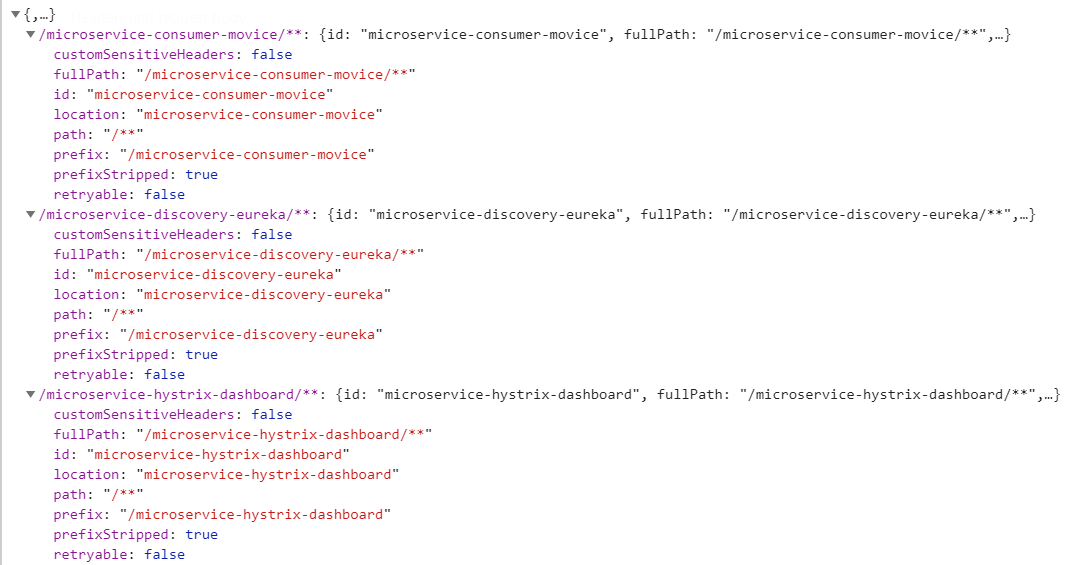 {,…}
/microservice-consumer-movice/**: {id: "microservice-consumer-movice", fullPath: "/microservice-consumer-movice/**",…}
customSensitiveHeaders: false
fullPath: "/microservice-consumer-movice/**"
id: "microservice-consumer-movice"
location: "microservice-consumer-movice"
path: "/**"
prefix: "/microservice-consumer-movice"
prefixStripped: true
retryable: false
/microservice-discovery-eureka/**: {id: "microservice-discovery-eureka", fullPath: "/microservice-discovery-eureka/**",…}
customSensitiveHeaders: false
fullPath: "/microservice-discovery-eureka/**"
id: "microservice-discovery-eureka"
location: "microservice-discovery-eureka"
path: "/**"
prefix: "/microservice-discovery-eureka"
prefixStripped: true
retryable: false
/microservice-hystrix-dashboard/**: {id: "microservice-hystrix-dashboard", fullPath: "/microservice-hystrix-dashboard/**",…}
customSensitiveHeaders: false
fullPath: "/microservice-hystrix-dashboard/**"
id: "microservice-hystrix-dashboard"
location: "microservice-hystrix-dashboard"
path: "/**"
prefix: "/microservice-hystrix-dashboard"
prefixStripped: true
retryable: false